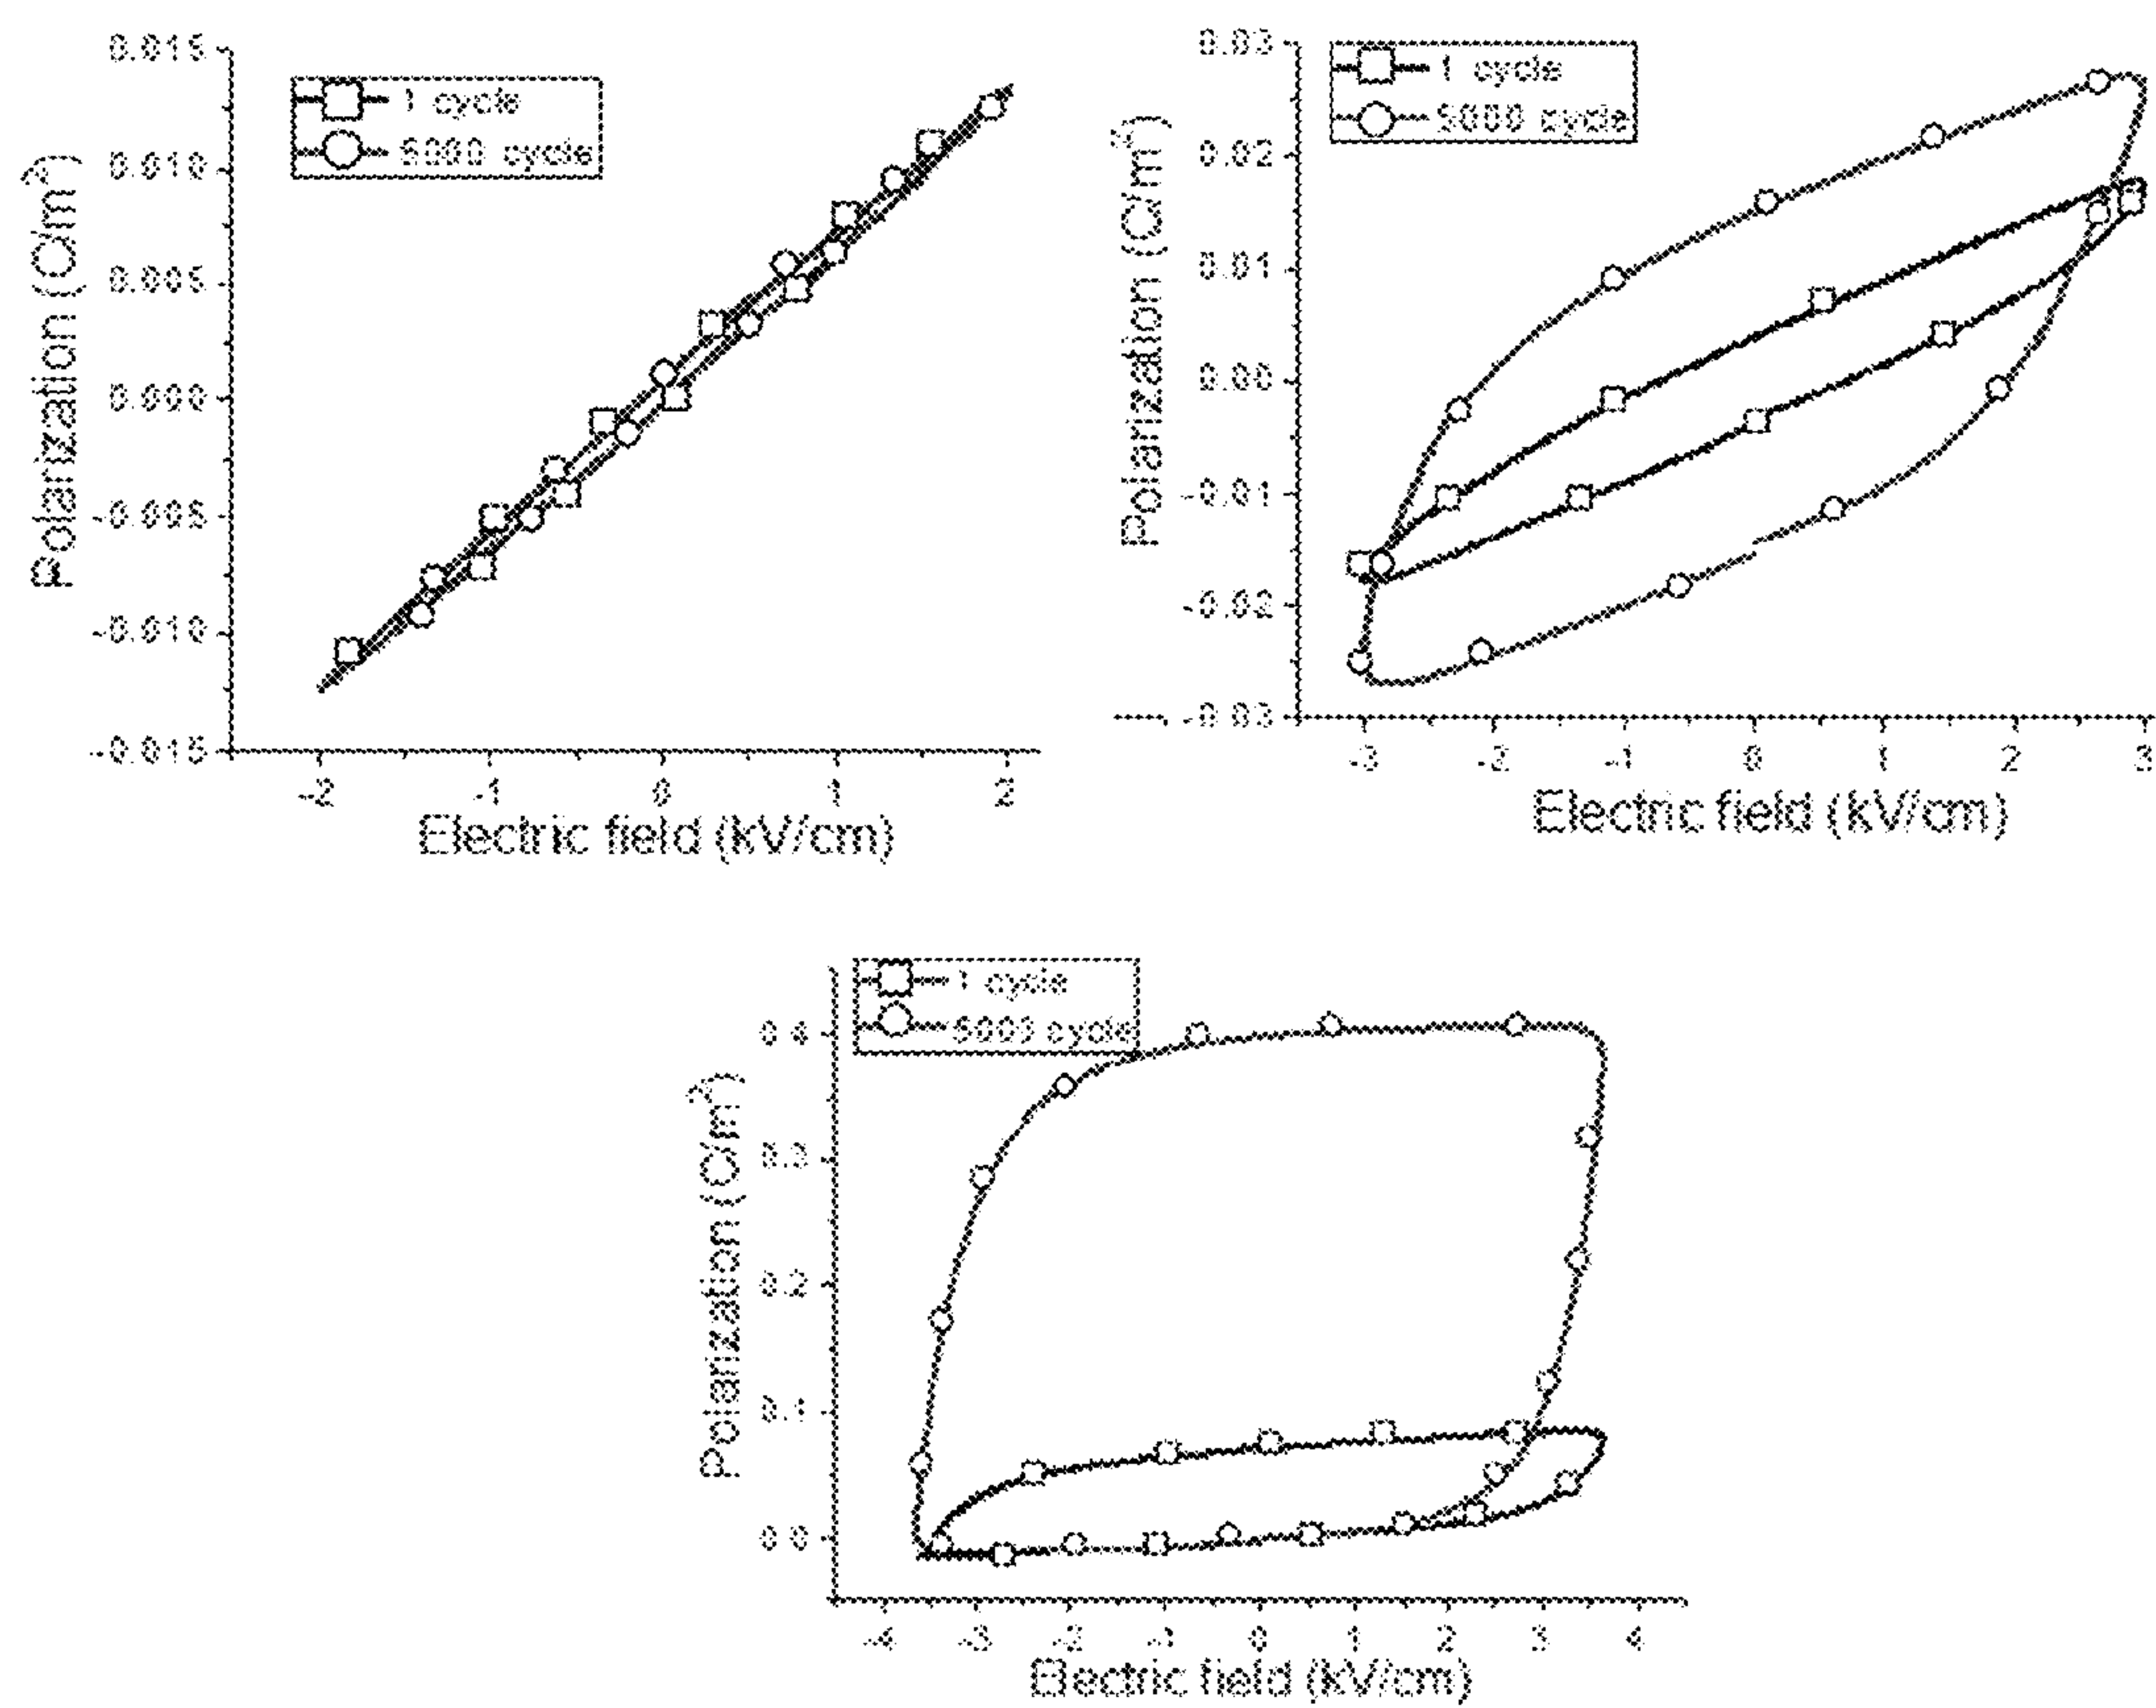 0.015
1 cycle
5000 cycle
0.010
0.005
0.000
-0.005
-0.010
-0.015
Polarization (C/m²)
-2 -1 0 1 2
Electric field (kV/cm)
0.03
1 cycle
5000 cycle
0.02
0.01
0.00
-0.01
-0.02
-0.03
Polarization (C/m²)
-3 -2 -1 0 1 2 3
Electric field (kV/cm)
1 cycle
5000 cycle
0.4
0.3
0.2
0.1
0.0
Polarization (C/m²)
-4 -3 -2 -1 0 1 2 3 4
Electric field (kV/cm)